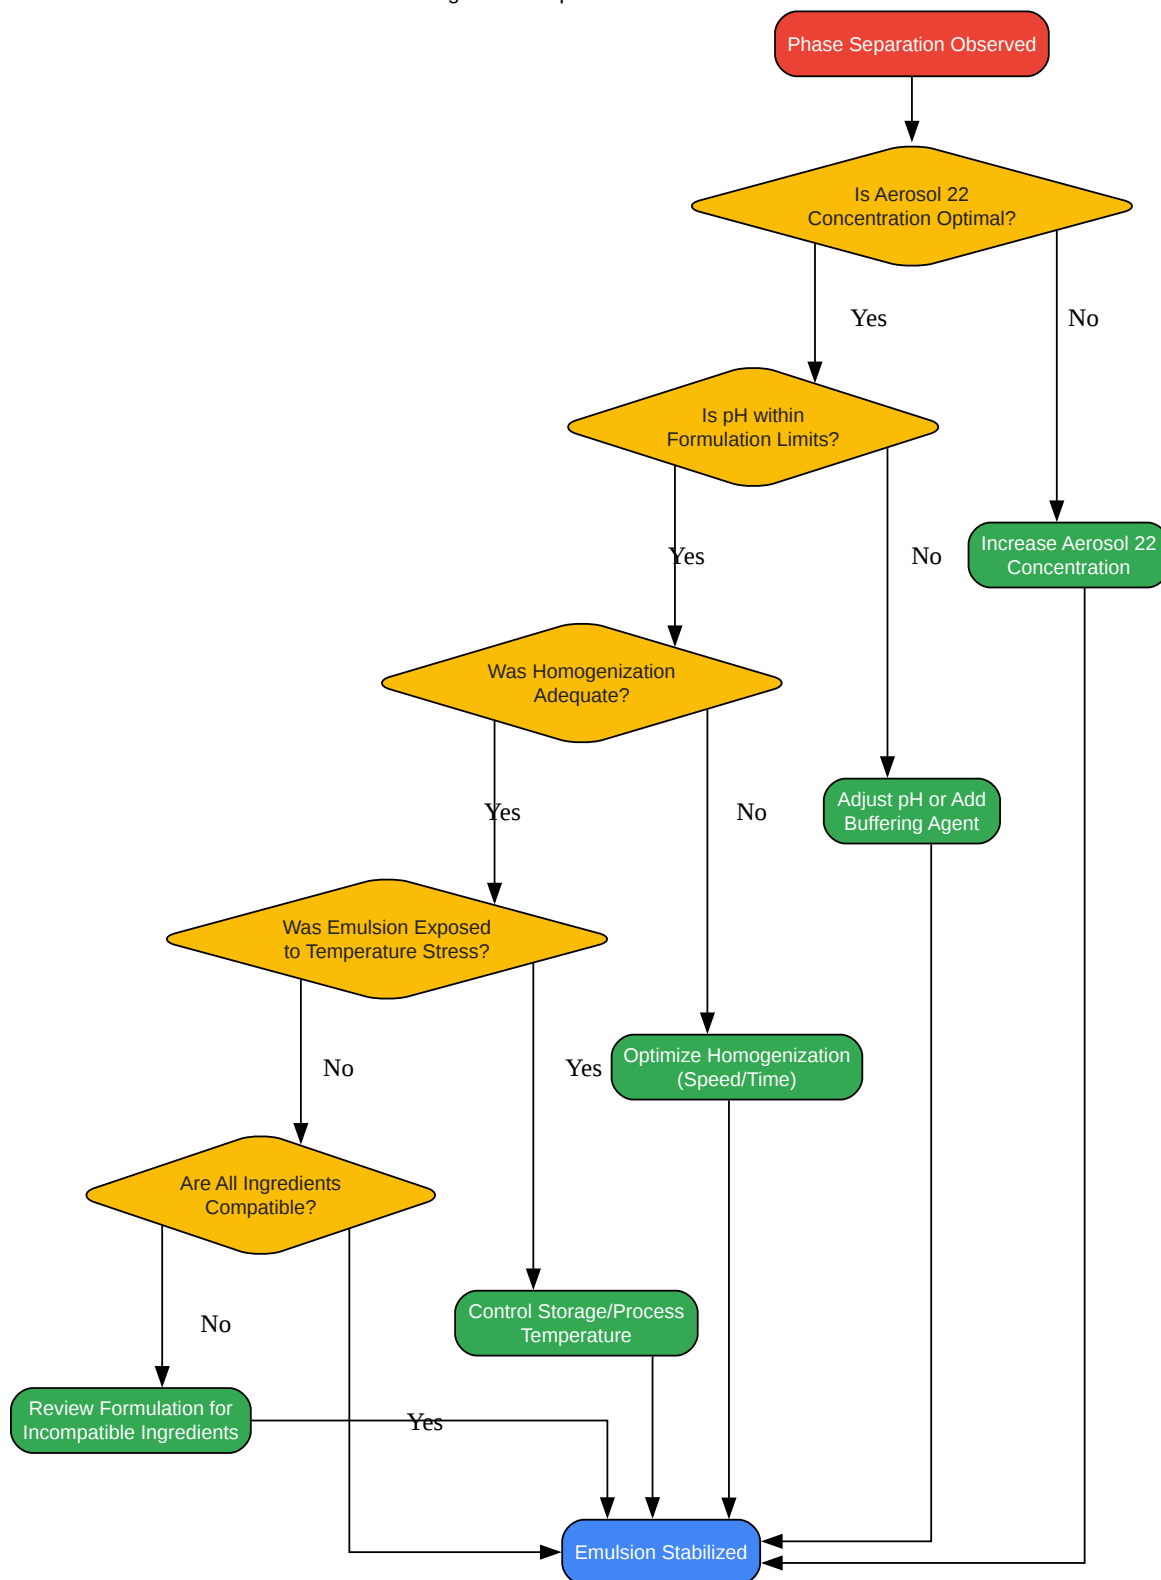 Phase Separation Observed
Is Aerosol 22
Concentration Optimal?
Yes
No
Is pH within
Formulation Limits?
Increase Aerosol 22
Concentration
Yes
No
Was Homogenization
Adequate?
Adjust pH or Add
Buffering Agent
Yes
No
Was Emulsion Exposed
to Temperature Stress?
Optimize Homogenization
(Speed/Time)
No
Yes
Are All Ingredients
Compatible?
Control Storage/Process
Temperature
No
Review Formulation for
Incompatible Ingredients
Yes
Emulsion Stabilized